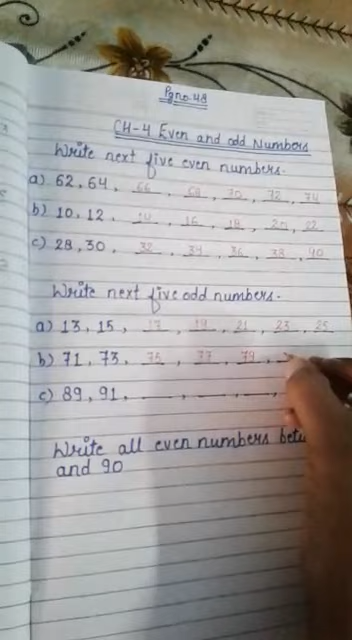 Pg no. 48
CH-4 Even and odd Numbers
Write next five even numbers.
a) 62, 64, 66, 68, 70, 72, 74
b) 10, 12, 14, 16, 18, 20, 22
c) 28, 30, 32, 34, 36, 38, 40
Write next five odd numbers.
a) 13, 15, 17, 19, 21, 23, 25
b) 71, 73, 75, 77, 79,
c) 89, 91,
Write all even numbers
and 90